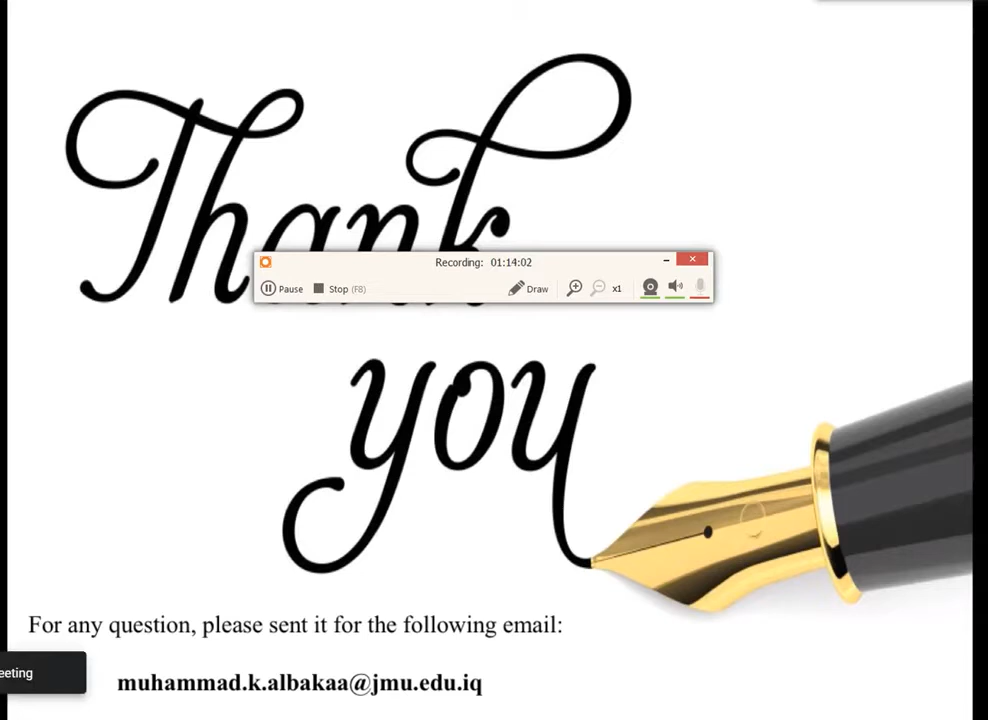 Thank
Recording: 01:14:02
Pause Stop (F8) Draw x1
you
For any question, please sent it for the following email:
eeting
muhammad.k.albakaa@jmu.edu.iq